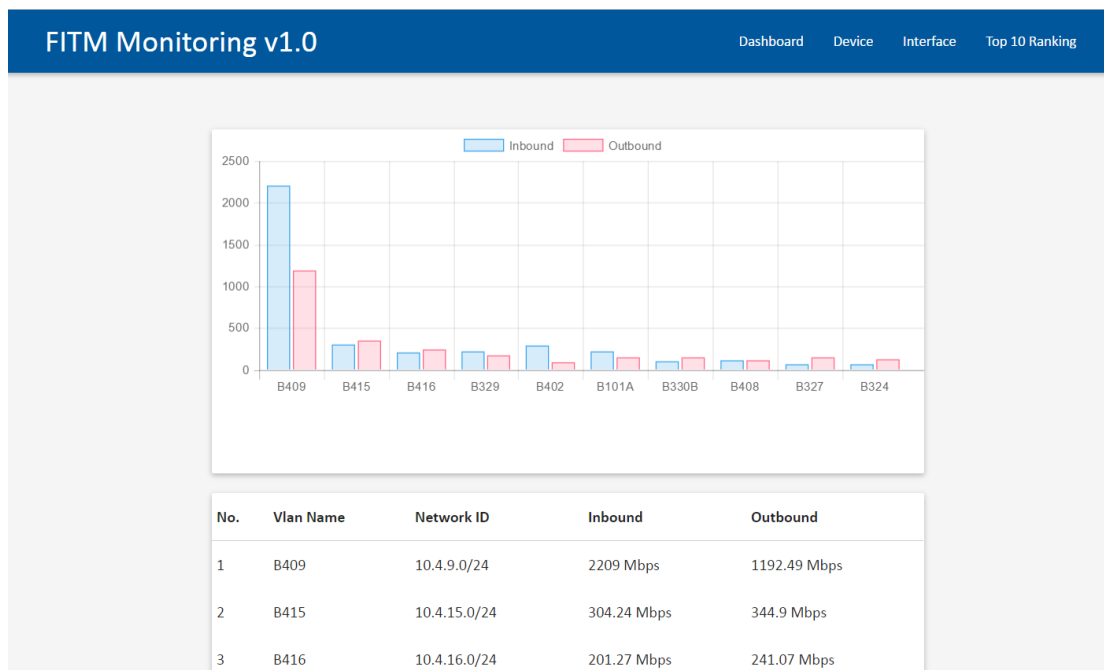 FITM Monitoring v1.0
Dashboard Device Interface Top 10 Ranking
Inbound Outbound
2500
2000
1500
1000
500
0
B409 B415 B416 B329 B402 B101A B330B B408 B327 B324
No. Vlan Name Network ID Inbound Outbound
1 B409 10.4.9.0/24 2209 Mbps 1192.49 Mbps
2 B415 10.4.15.0/24 304.24 Mbps 344.9 Mbps
3 B416 10.4.16.0/24 201.27 Mbps 241.07 Mbps